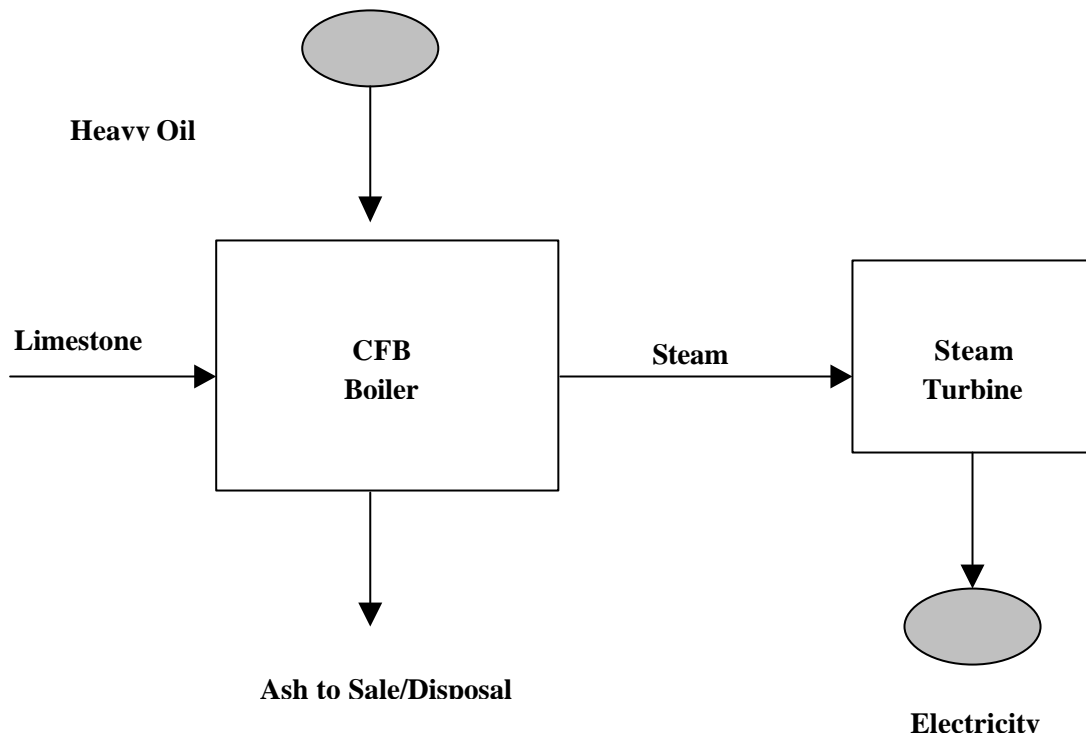 Heavy Oil
Limestone
CFB
Boiler
Steam
Steam
Turbine
Ash to Sale/Disposal
Electricity